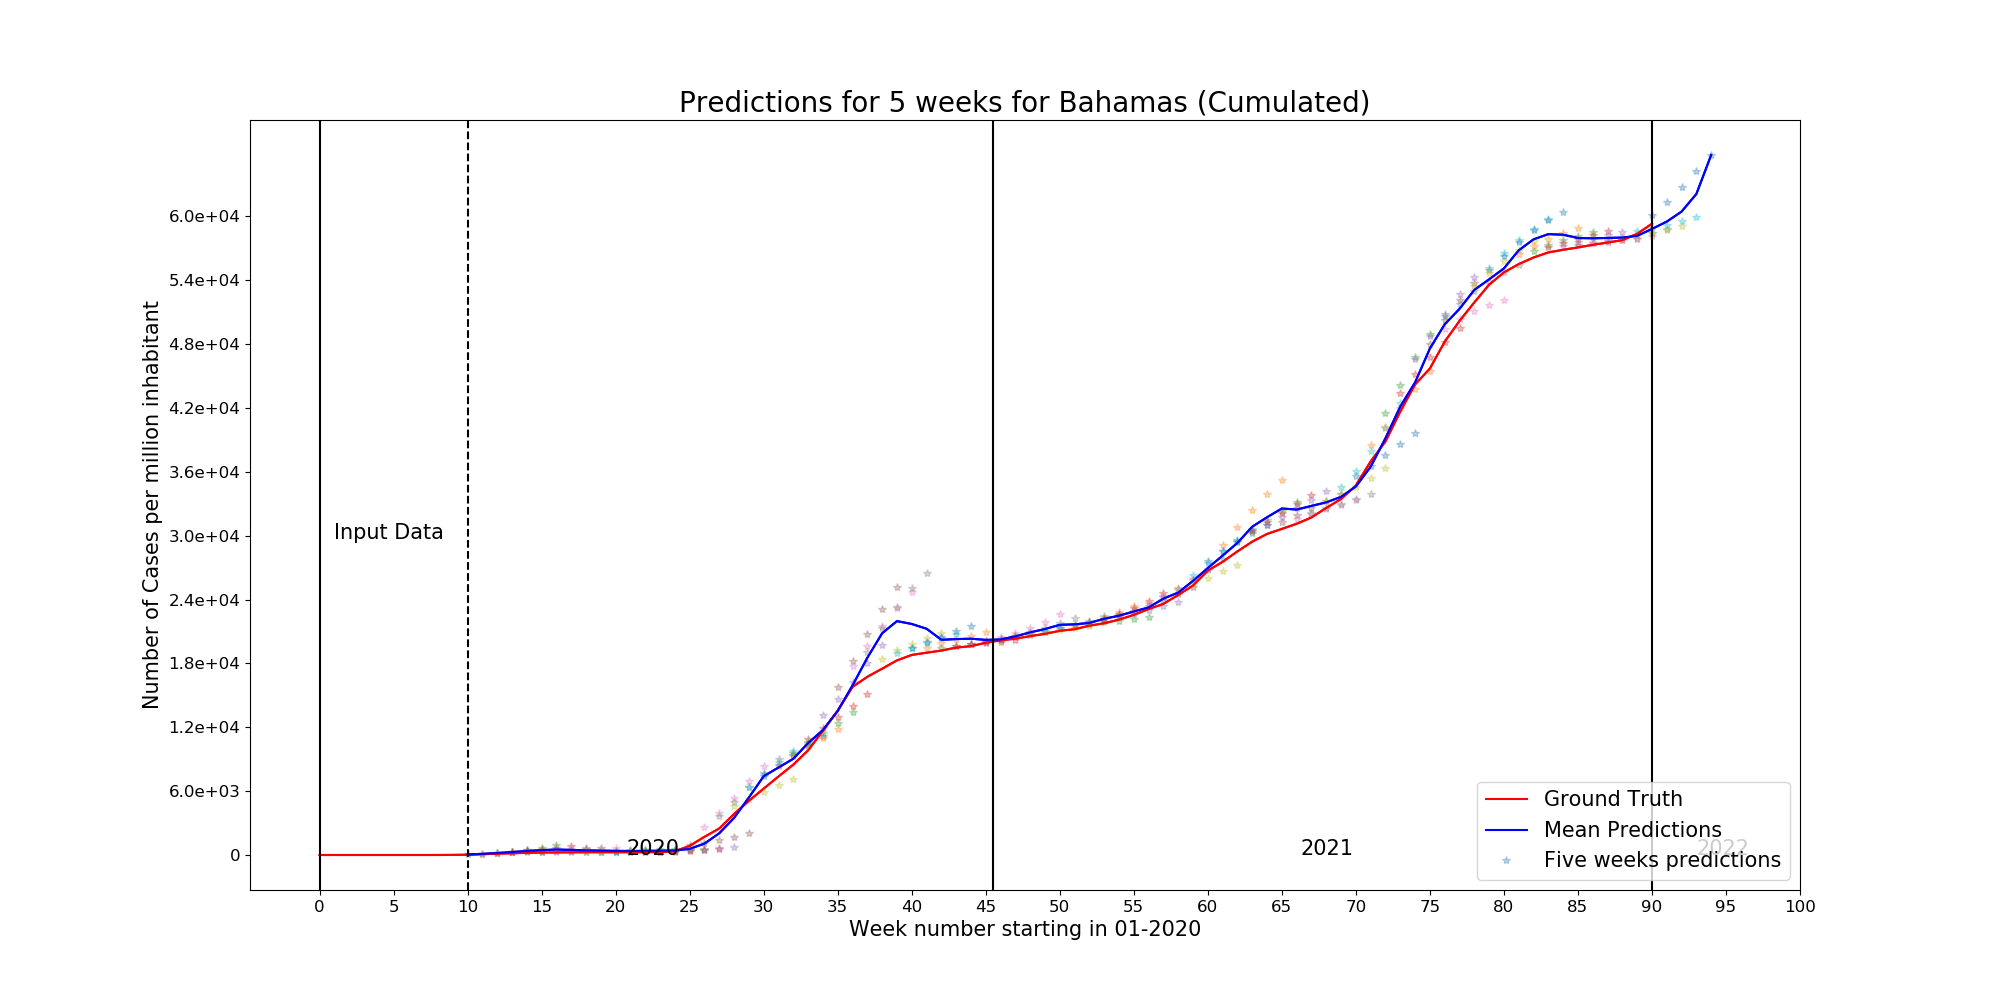 Predictions for 5 weeks for Bahamas (Cumulated)
Number of Cases per million inhabitant
6.0e+04
5.4e+04
4.8e+04
4.2e+04
3.6e+04
3.0e+04
2.4e+04
1.8e+04
1.2e+04
6.0e+03
0
Input Data
2020
2021
2022
Ground Truth
Mean Predictions
Five weeks predictions
0 5 10 15 20 25 30 35 40 45 50 55 60 65 70 75 80 85 90 95 100
Week number starting in 01-2020